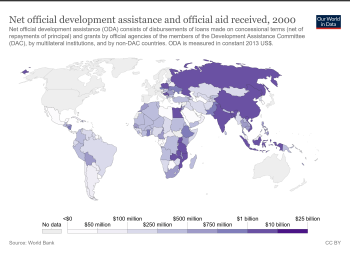 Net official development assistance and official aid received, 2000
Our World
in Data
Net official development assistance (ODA) consists of disbursements of loans made on concessional terms (net of
repayments of principal) and grants by official agencies of the members of the Development Assistance Committee
(DAC), by multilateral institutions, and by non-DAC countries. ODA is measured in constant 2013 US$.
<$0 $100 million $500 million $1 billion $25 billion
No data $50 million $250 million $750 million $10 billion
Source: World Bank CC BY